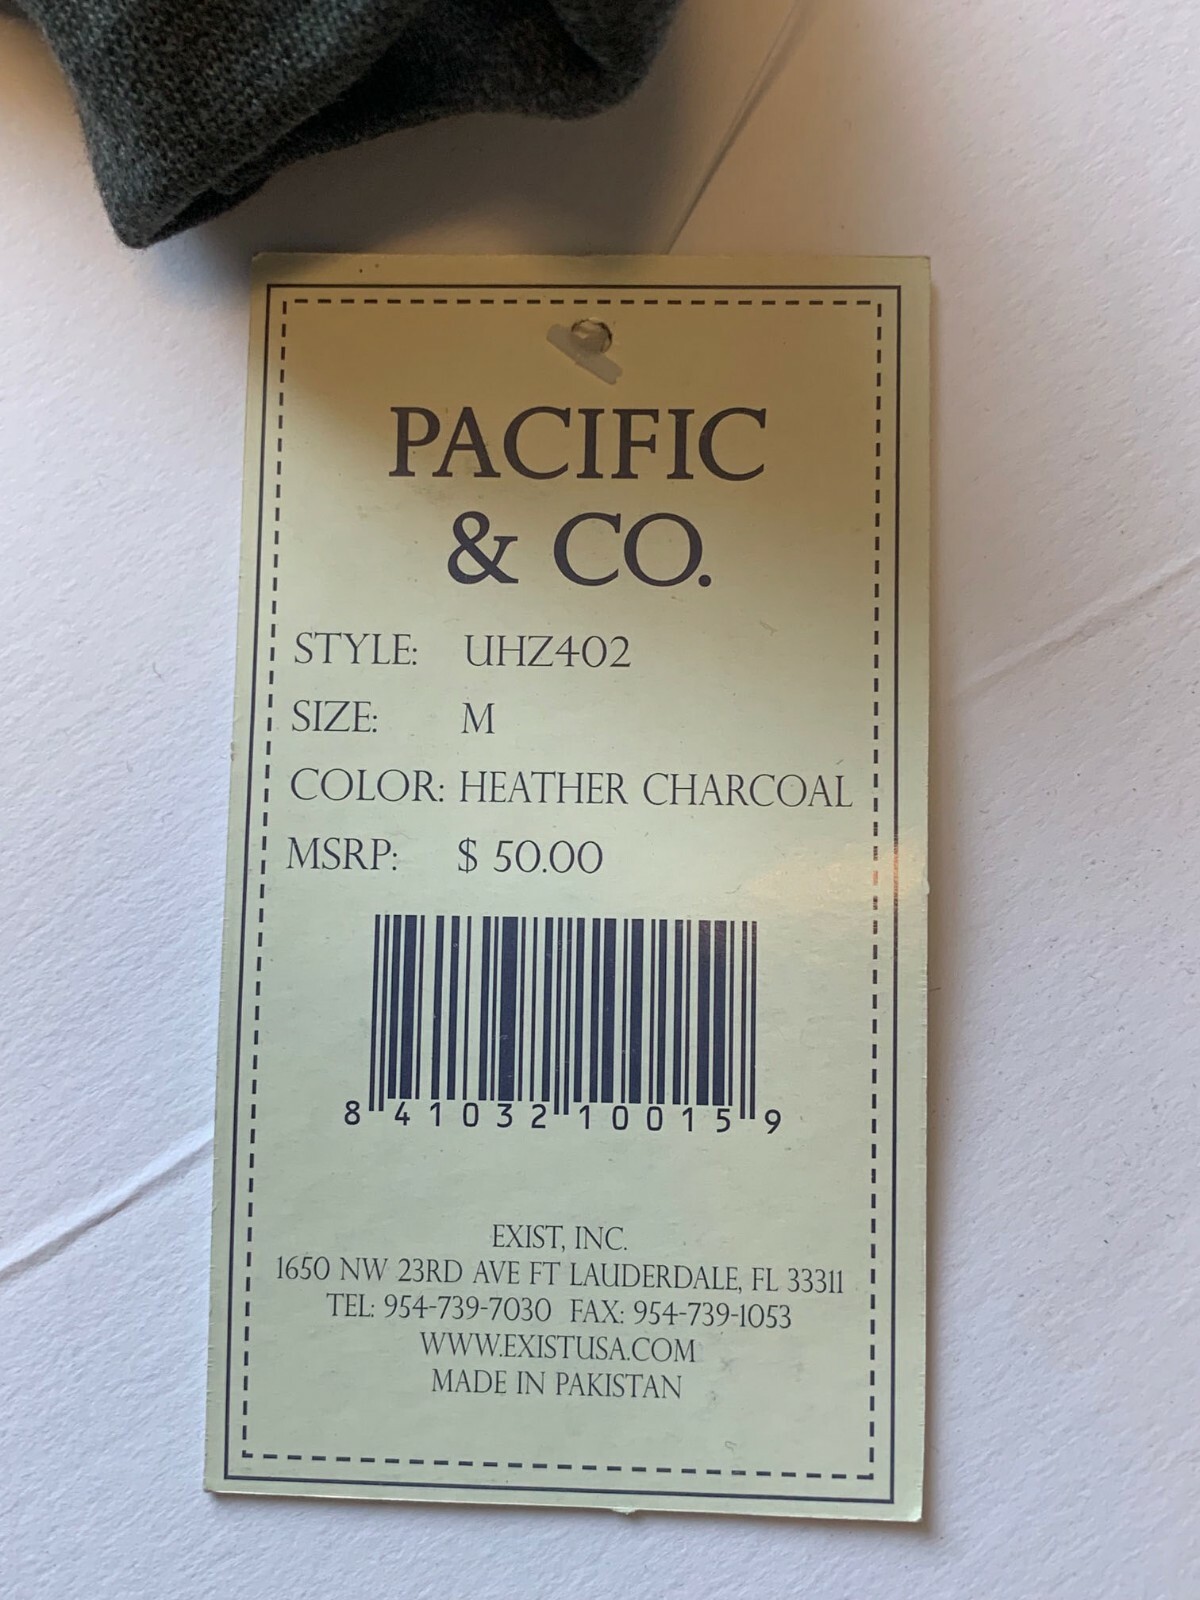 PACIFIC
& CO.
STYLE: UHZ402
SIZE: M
COLOR: HEATHER CHARCOAL
MSRP: $ 50.00
8 41032 10015 9
EXIST, INC.
1650 NW 23RD AVE FT LAUDERDALE, FL 33311
TEL: 954-739-7030 FAX: 954-739-1053
WWW.EXISTUSA.COM
MADE IN PAKISTAN